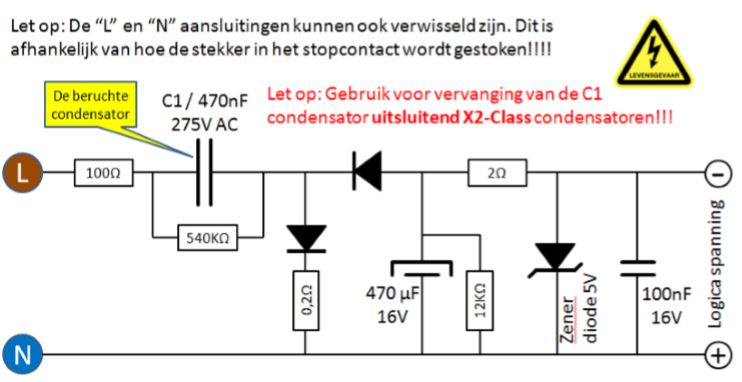 Let op: De “L” en “N” aansluitingen kunnen ook verwisseld zijn. Dit is
afhankelijk van hoe de stekker in het stopcontact wordt gestoken!!!!
LEVENSGEVAAR
De beruchte
condensator
C1/ 470nF
275V AC
Let op: Gebruik voor vervanging van de C1
condensator uitsluitend X2-Class condensatoren!!!
L
100Ω
2Ω
−
540KΩ
0,2Ω
470 µF
16V
12KΩ
Zener
diode 5V
100nF
16V
Logica spanning
N
+